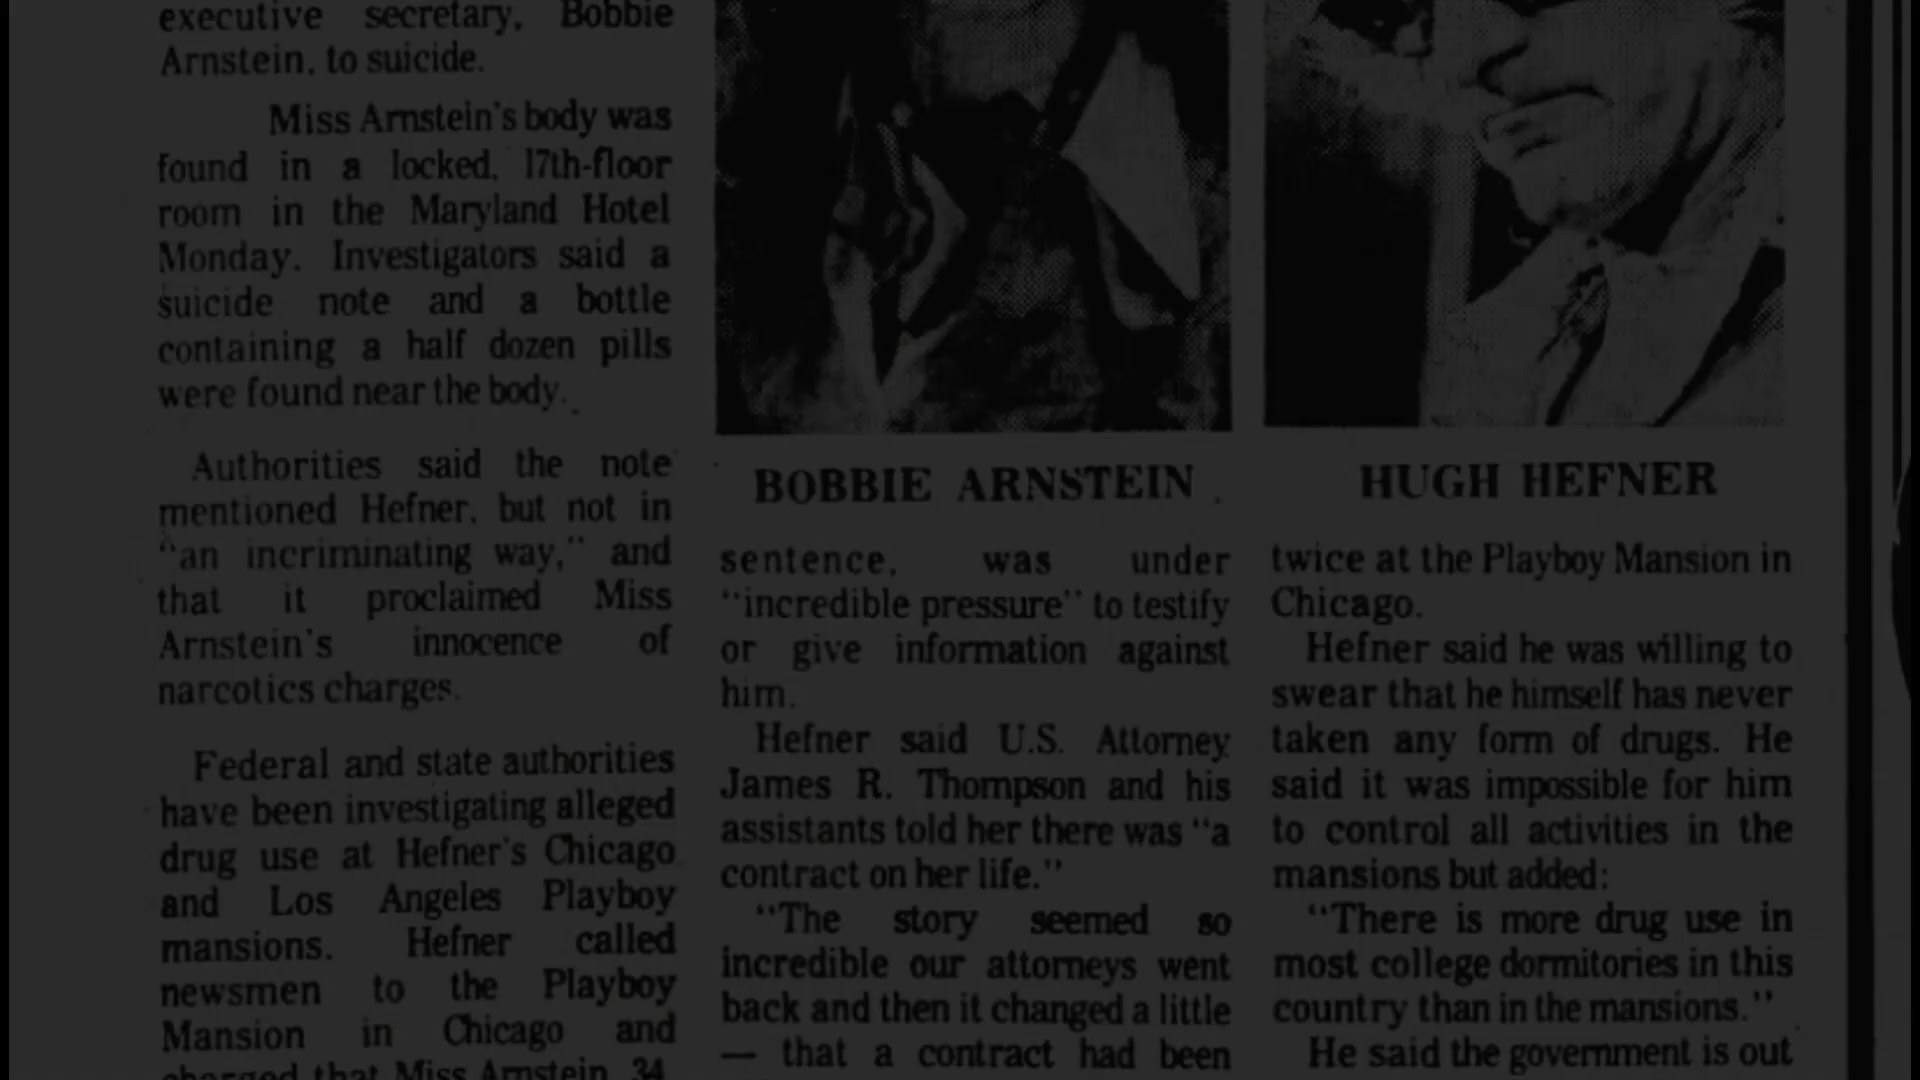 executive secretary, Bobbie
Arnstein, to suicide.
Miss Arnstein's body was
found in a locked, 17th-floor
room in the Maryland Hotel
Monday. Investigators said a
suicide note and a bottle
containing a half dozen pills
were found near the body.
Authorities said the note
mentioned Hefner, but not in
"an incriminating way," and
that it proclaimed Miss
Arnstein's innocence of
narcotics charges.
Federal and state authorities
have been investigating alleged
drug use at Hefner's Chicago
and Los Angeles Playboy
mansions. Hefner called
newsmen to the Playboy
Mansion in Chicago and
charged that Miss Arnstein, 34,
BOBBIE ARNSTEIN
sentence, was under
"incredible pressure" to testify
or give information against
him.
Hefner said U.S. Attorney
James R. Thompson and his
assistants told her there was "a
contract on her life."
"The story seemed so
incredible our attorneys went
back and then it changed a little
— that a contract had been
HUGH HEFNER
twice at the Playboy Mansion in
Chicago.
Hefner said he was willing to
swear that he himself has never
taken any form of drugs. He
said it was impossible for him
to control all activities in the
mansions but added:
"There is more drug use in
most college dormitories in this
country than in the mansions."
He said the government is out